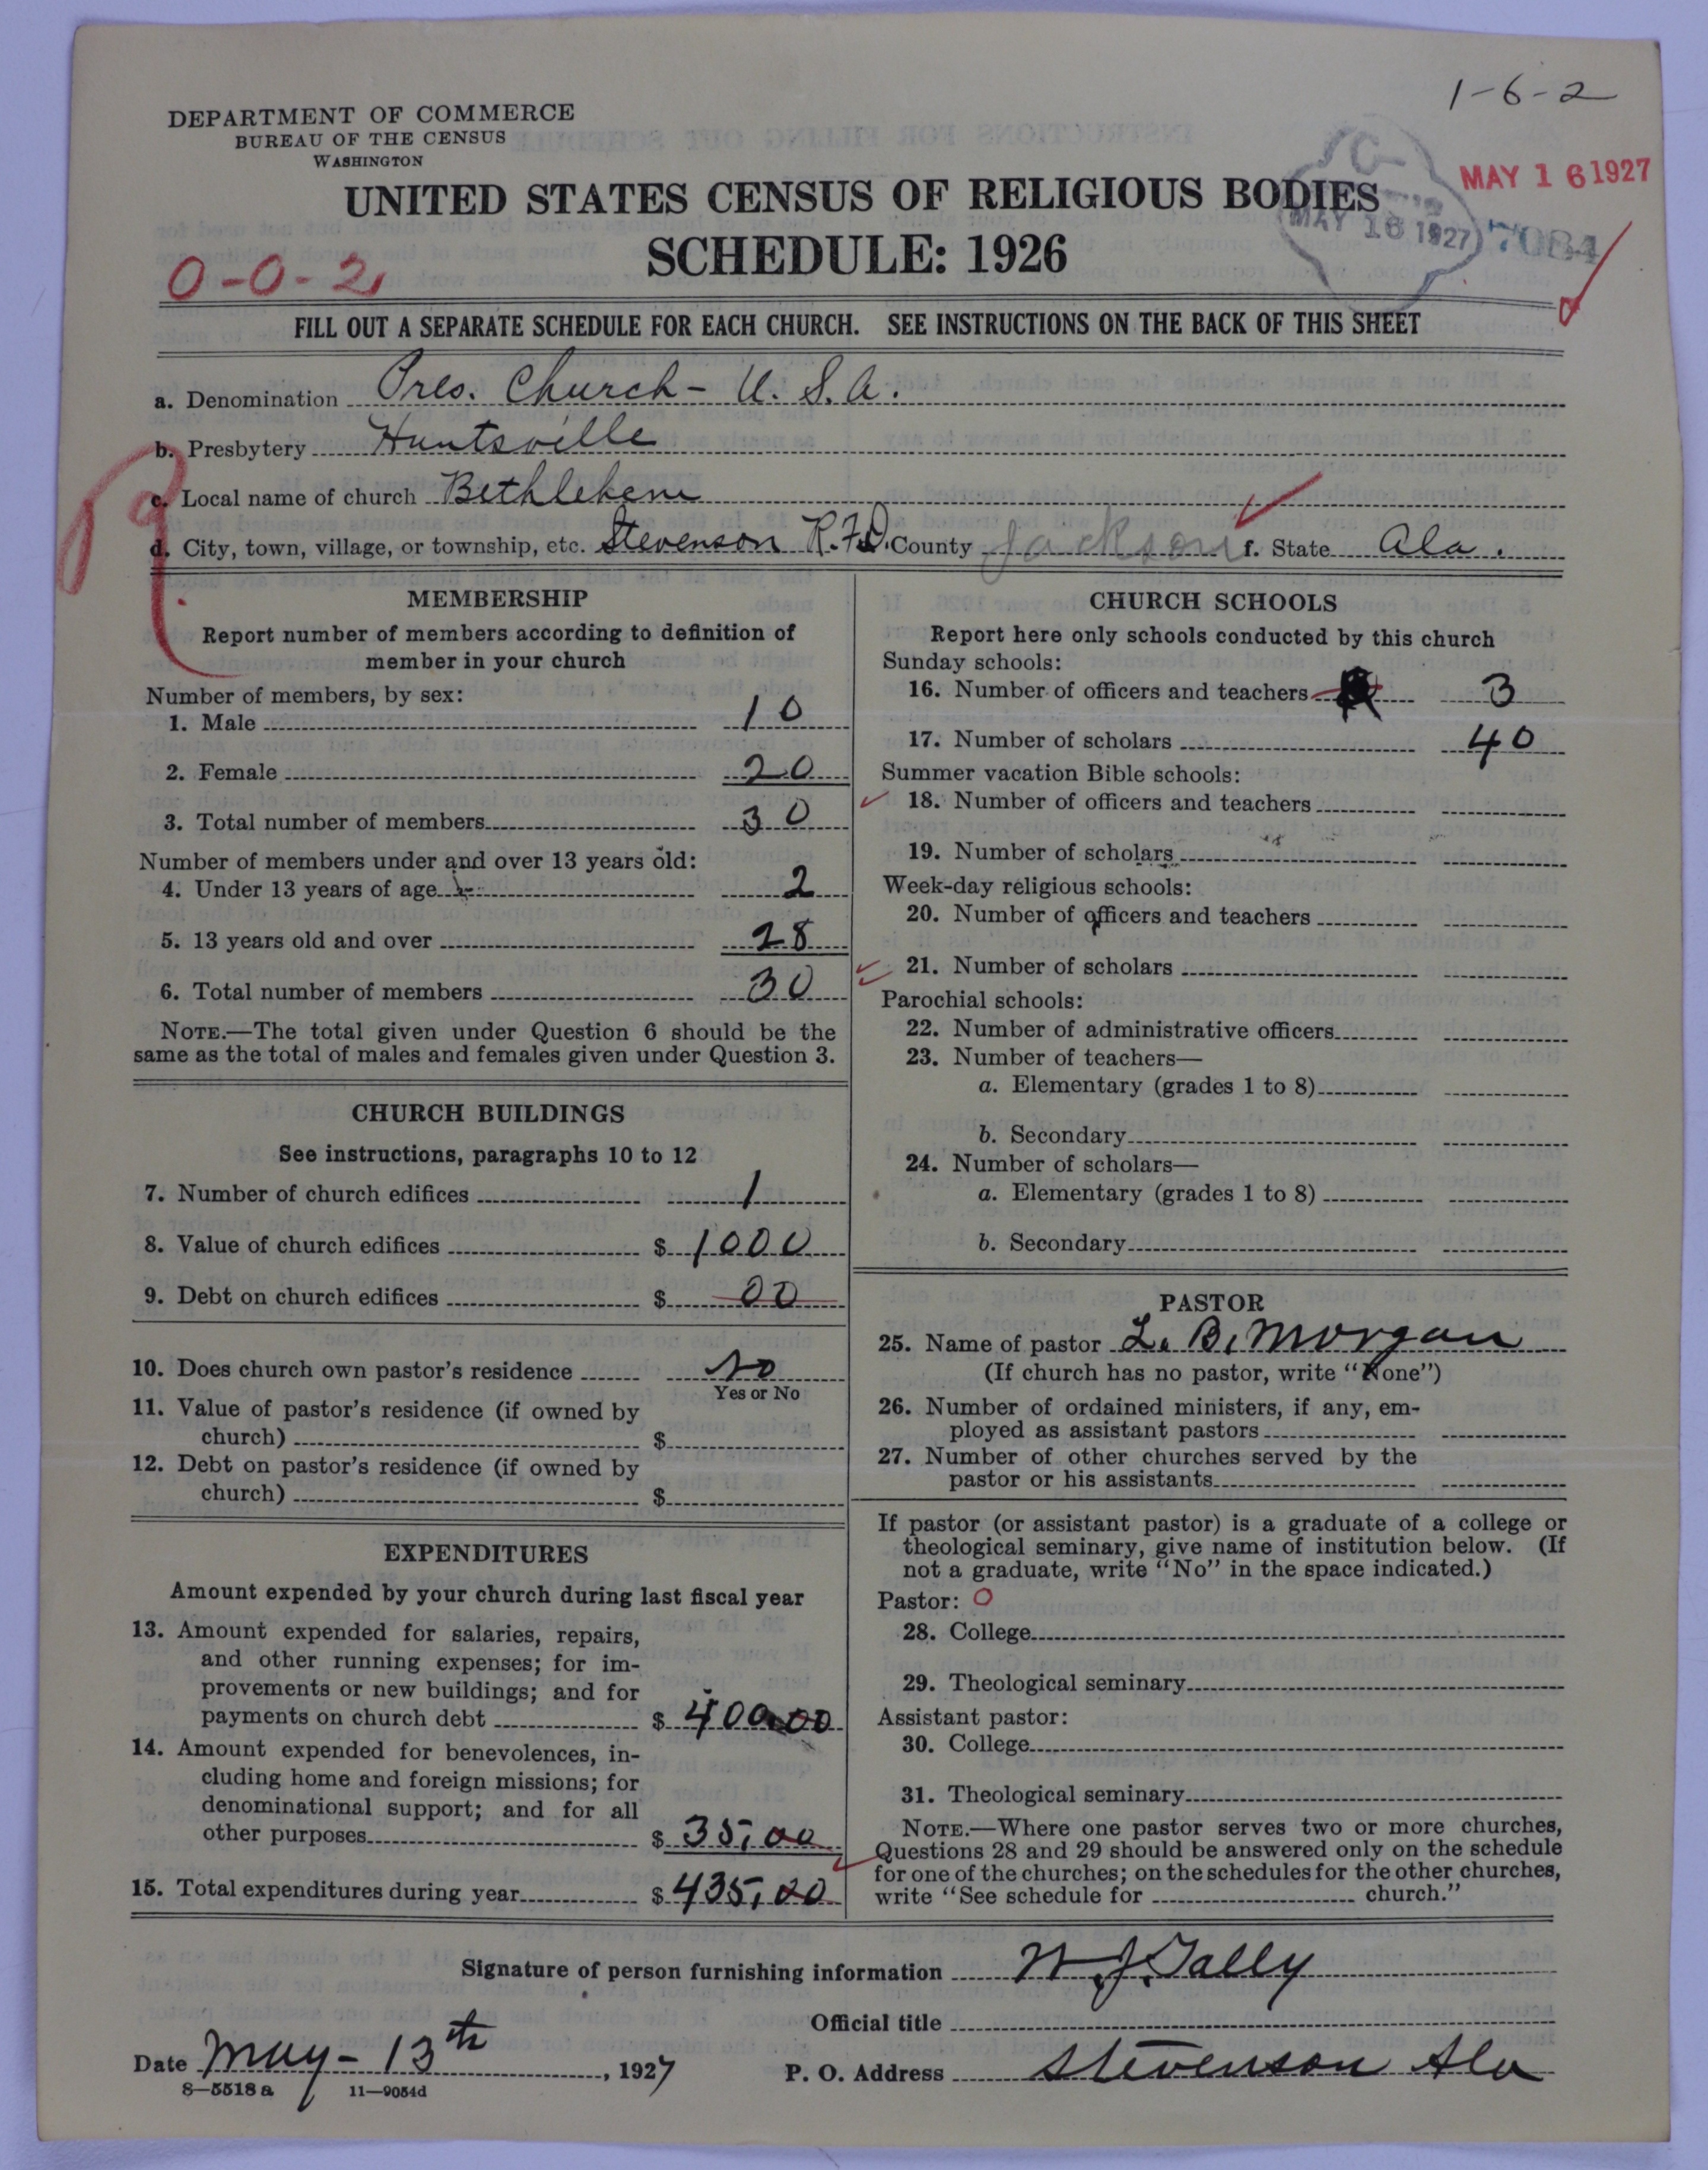 1-6-2
DEPARTMENT OF COMMERCE
BUREAU OF THE CENSUS
WASHINGTON
MAY 16 1927
UNITED STATES CENSUS OF RELIGIOUS BODIES
MAY 16 1927
7084
SCHEDULE: 1926
0-0-2
FILL OUT A SEPARATE SCHEDULE FOR EACH CHURCH. SEE INSTRUCTIONS ON THE BACK OF THIS SHEET
a. Denomination Pres. Church - U. S. A.
b. Presbytery Huntsville
c. Local name of church Bethlehem
d. City, town, village, or township, etc. Stevenson R.F.D. County Jackson f. State Ala.
MEMBERSHIP
Report number of members according to definition of
member in your church
Number of members, by sex:
1. Male 10
2. Female 20
3. Total number of members 30
Number of members under and over 13 years old:
4. Under 13 years of age 2
5. 13 years old and over 28
6. Total number of members 30
NOTE.—The total given under Question 6 should be the
same as the total of males and females given under Question 3.
CHURCH BUILDINGS
See instructions, paragraphs 10 to 12
7. Number of church edifices 1
8. Value of church edifices $ 1000
9. Debt on church edifices $ 00
10. Does church own pastor's residence No
Yes or No
11. Value of pastor's residence (if owned by
church) $
12. Debt on pastor's residence (if owned by
church) $
EXPENDITURES
Amount expended by your church during last fiscal year
13. Amount expended for salaries, repairs,
and other running expenses; for im-
provements or new buildings; and for
payments on church debt $ 400.00
14. Amount expended for benevolences, in-
cluding home and foreign missions; for
denominational support; and for all
other purposes $ 35,00
15. Total expenditures during year $ 435,00
CHURCH SCHOOLS
Report here only schools conducted by this church
Sunday schools:
16. Number of officers and teachers 3
17. Number of scholars 40
Summer vacation Bible schools:
18. Number of officers and teachers
19. Number of scholars
Week-day religious schools:
20. Number of officers and teachers
21. Number of scholars
Parochial schools:
22. Number of administrative officers
23. Number of teachers—
a. Elementary (grades 1 to 8)
b. Secondary
24. Number of scholars—
a. Elementary (grades 1 to 8)
b. Secondary
PASTOR
25. Name of pastor L. B. Morgan
(If church has no pastor, write "None")
26. Number of ordained ministers, if any, em-
ployed as assistant pastors
27. Number of other churches served by the
pastor or his assistants
If pastor (or assistant pastor) is a graduate of a college or
theological seminary, give name of institution below. (If
not a graduate, write "No" in the space indicated.)
Pastor: O
28. College
29. Theological seminary
Assistant pastor:
30. College
31. Theological seminary
NOTE.—Where one pastor serves two or more churches,
Questions 28 and 29 should be answered only on the schedule
for one of the churches; on the schedules for the other churches,
write "See schedule for church."
Signature of person furnishing information W. J. Tally
Official title
Date May - 13th, 1927 P. O. Address Stevenson Ala
8—5518 a 11—9054d